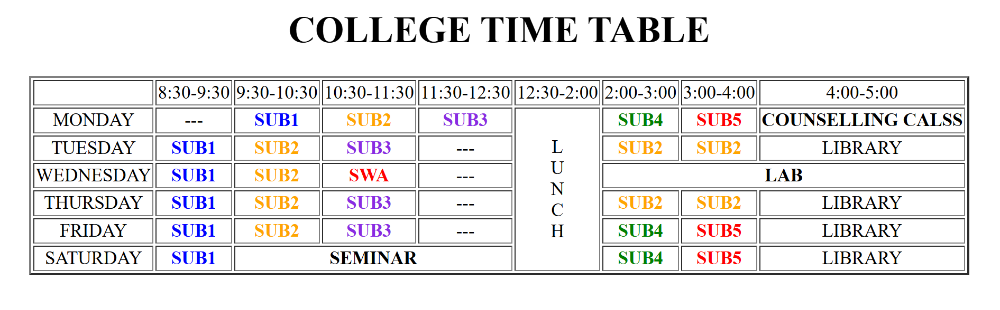 COLLEGE TIME TABLE
8:30-9:30 9:30-10:30 10:30-11:30 11:30-12:30 12:30-2:00 2:00-3:00 3:00-4:00 4:00-5:00
MONDAY --- SUB1 SUB2 SUB3 SUB4 SUB5 COUNSELLING CALSS
TUESDAY SUB1 SUB2 SUB3 --- SUB2 SUB2 LIBRARY
WEDNESDAY SUB1 SUB2 SWA --- LAB
THURSDAY SUB1 SUB2 SUB3 --- SUB2 SUB2 LIBRARY
FRIDAY SUB1 SUB2 SUB3 --- SUB4 SUB5 LIBRARY
SATURDAY SUB1 SEMINAR SUB4 SUB5 LIBRARY
L
U
N
C
H